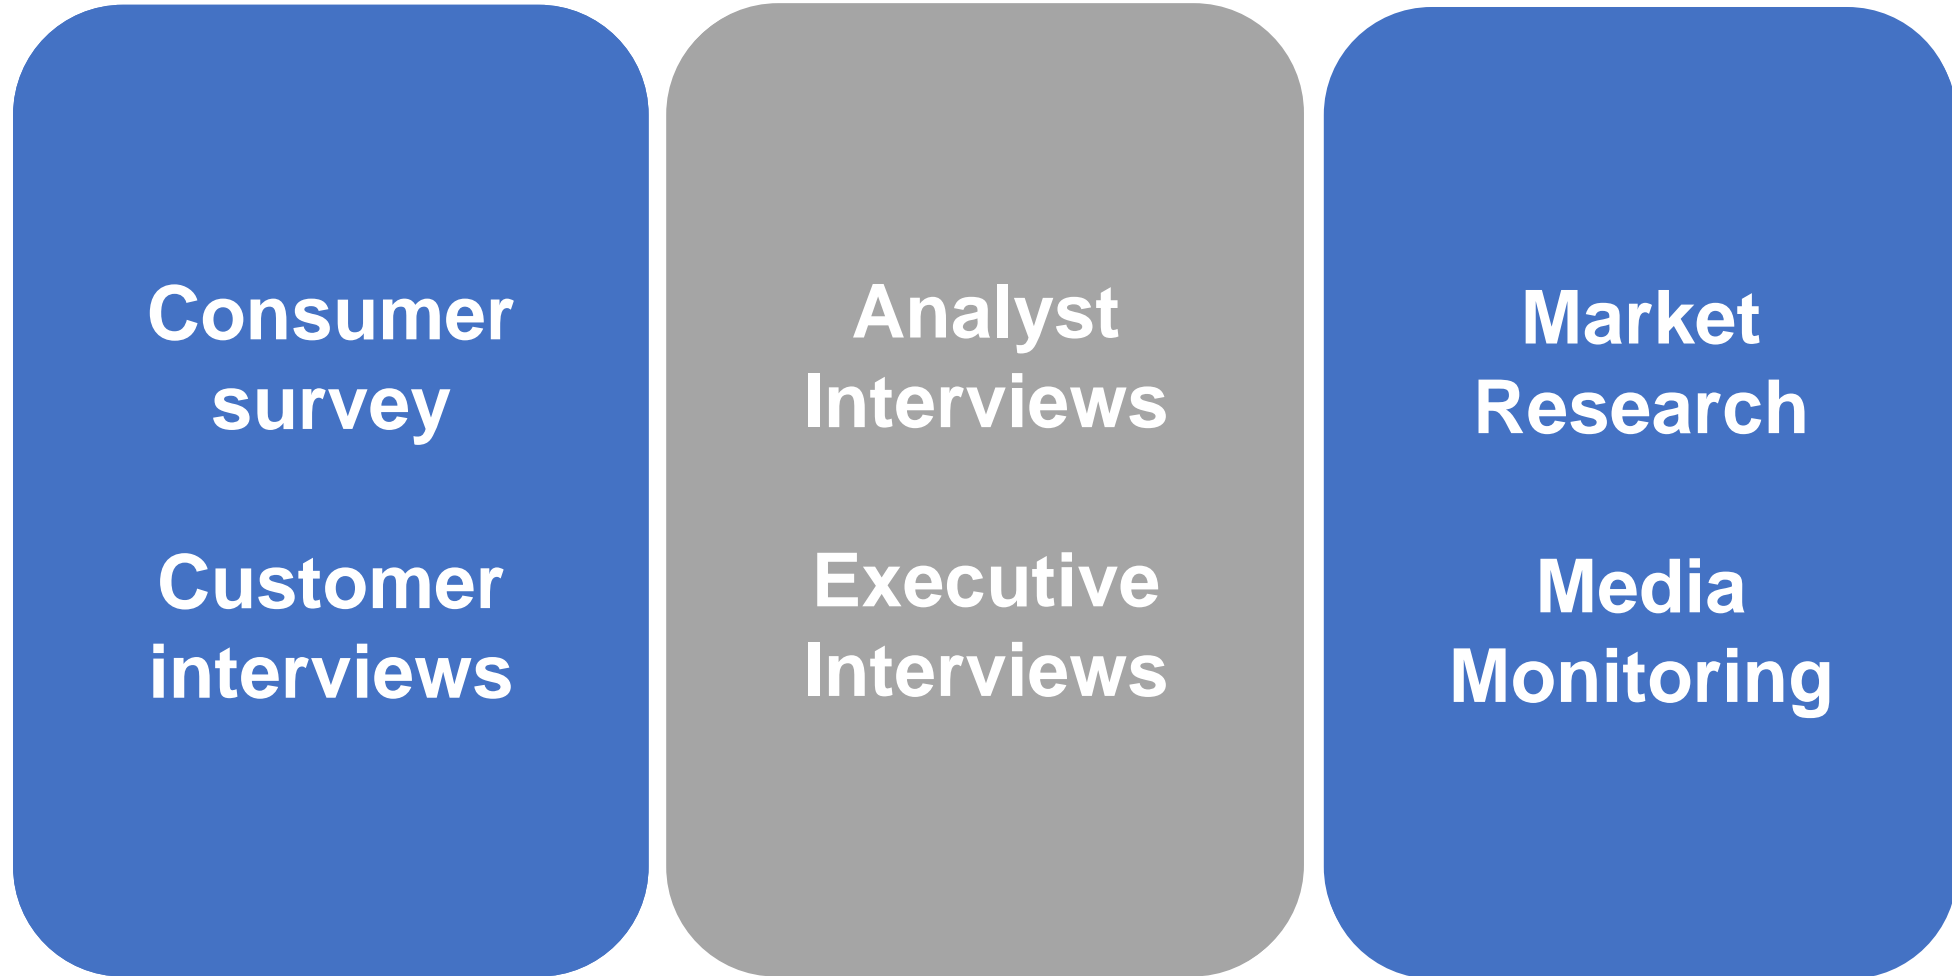 Consumer
survey
Customer
interviews
Analyst
Interviews
Executive
Interviews
Market
Research
Media
Monitoring